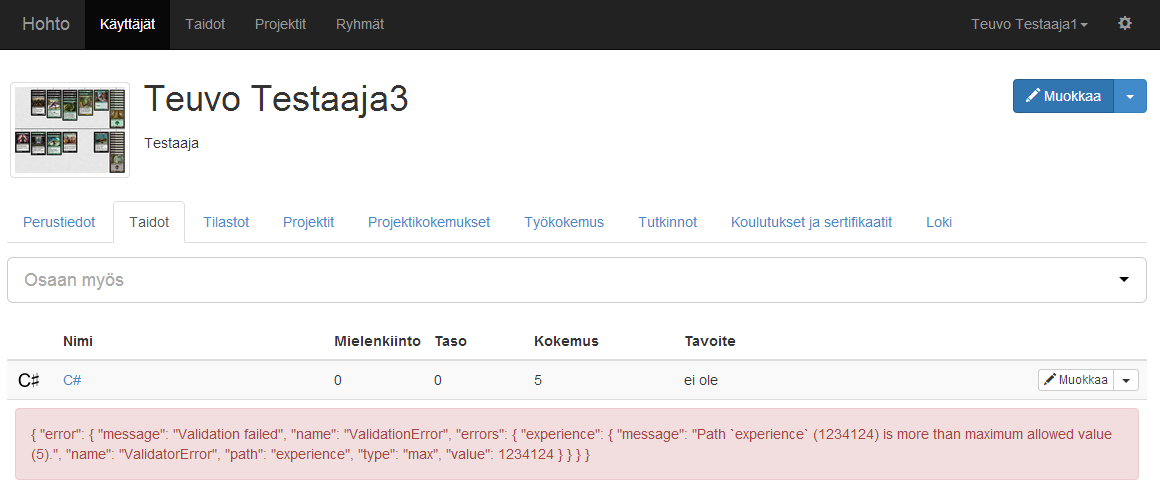 Hohto Käyttäjät Taidot Projektit Ryhmät Teuvo Testaaja1
Teuvo Testaaja3
Muokkaa
Testaaja
Perustiedot Taidot Tilastot Projektit Projektikokemukset Työkokemus Tutkinnot Koulutukset ja sertifikaatit Loki
Osaan myös
Nimi Mielenkiinto Taso Kokemus Tavoite
C♯ C# 0 0 5 ei ole Muokkaa
{ "error": { "message": "Validation failed", "name": "ValidationError", "errors": { "experience": { "message": "Path `experience` (1234124) is more than maximum allowed value
(5).", "name": "ValidatorError", "path": "experience", "type": "max", "value": 1234124 } } } }